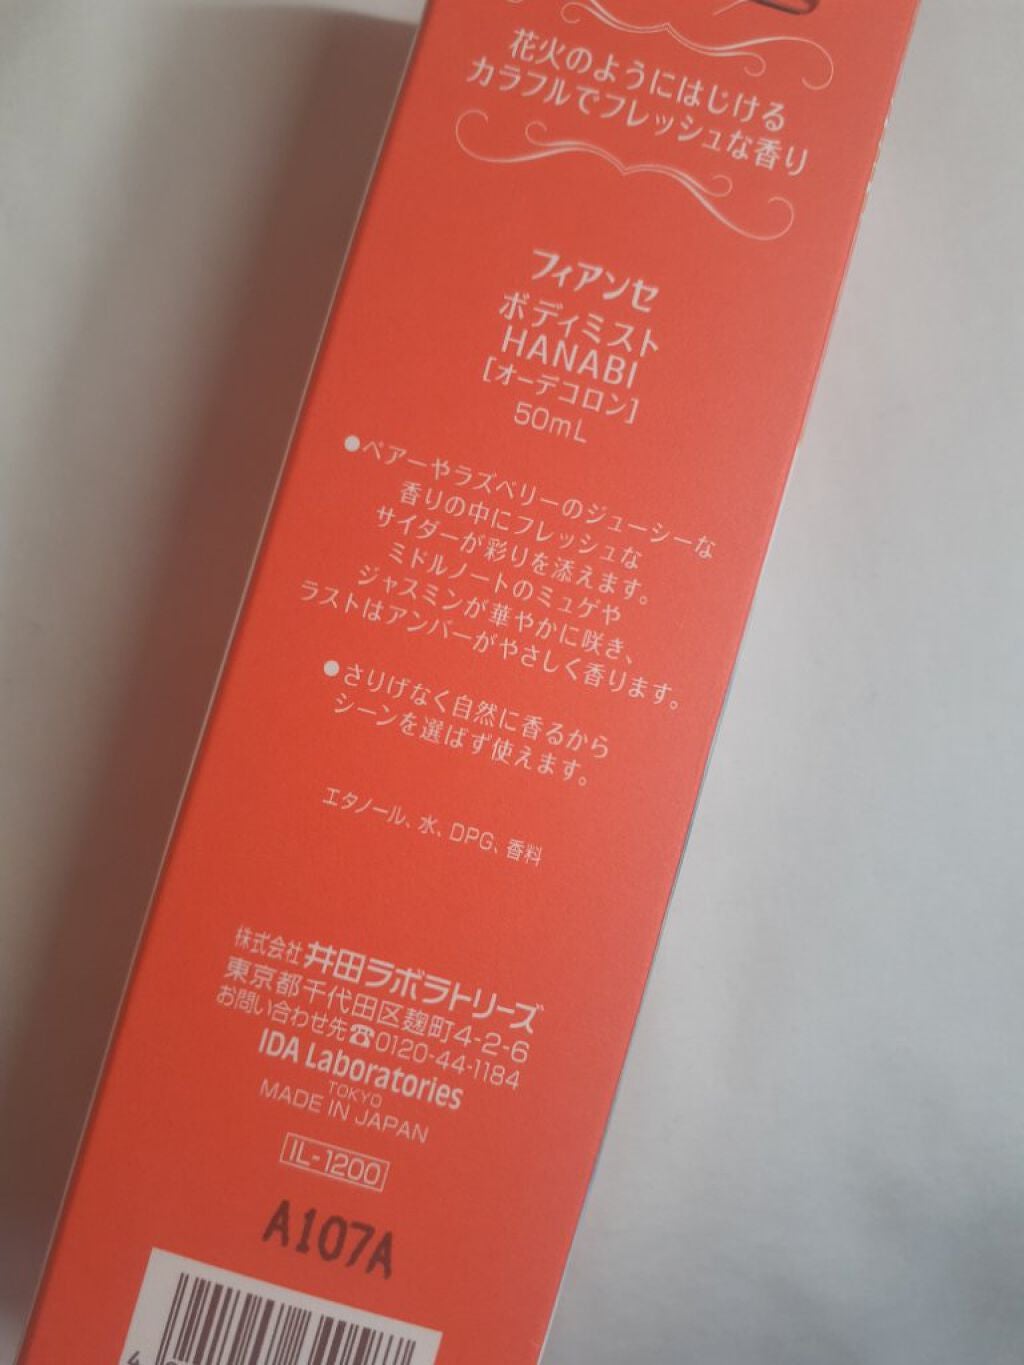 花火のようにはじける
カラフルでフレッシュな香り
フィアンセ
ボディミスト
HANABI
[オーデコロン]
50mL
●ペアーやラズベリーのジューシーな
香りの中にフレッシュな
サイダーが彩りを添えます。
ミドルノートのミュゲや
ジャスミンが華やかに咲き、
ラストはアンバーがやさしく香ります。
●さりげなく自然に香るから
シーンを選ばず使えます。
エタノール、水、DPG、香料
株式会社 井田ラボラトリーズ
東京都千代田区麹町4-2-6
お問い合わせ先☎0120-44-1184
IDA Laboratories
TOKYO
MADE IN JAPAN
IL-1200
A107A